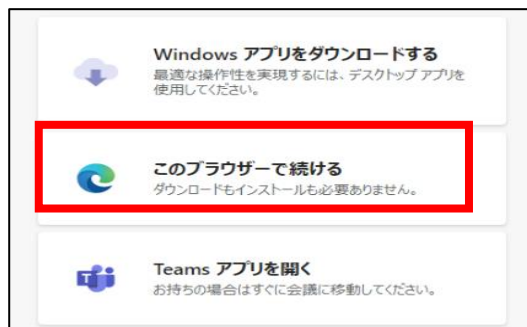 Windows アプリをダウンロードする
最適な操作性を実現するには、デスクトップ アプリを
使用してください。
このブラウザーで続ける
ダウンロードもインストールも必要ありません。
Teams アプリを開く
お持ちの場合はすぐに会議に移動してください。